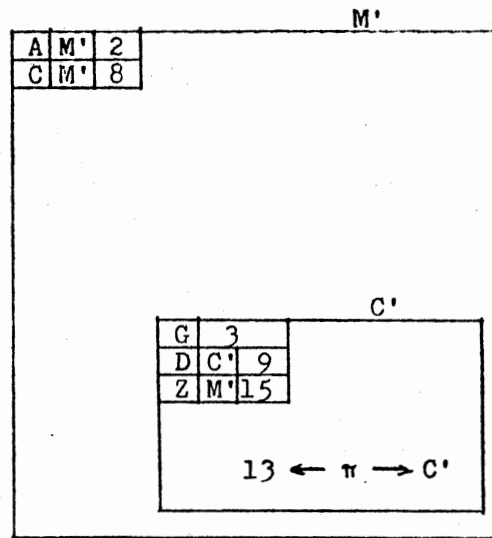 M'
A M' 2
C M' 8
C'
G 3
D C' 9
Z M' 15
13 ← π → C'